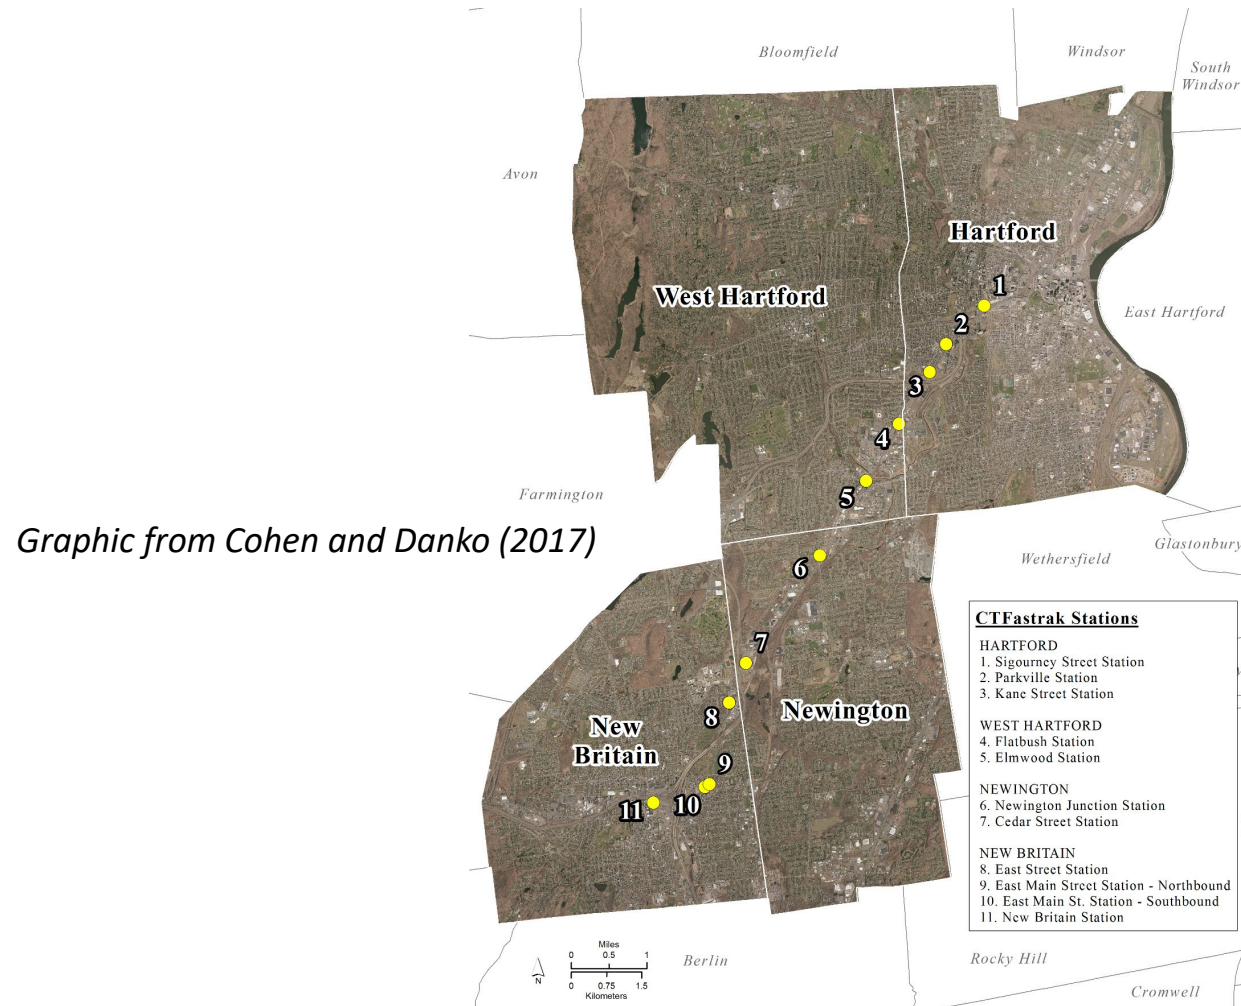 Bloomfield
Windsor
South
Windsor
Avon
Hartford
West Hartford
1
East Hartford
2
3
4
5
Farmington
Graphic from Cohen and Danko (2017)
Glastonbury
Wethersfield
6
7
Newington
8
New
Britain
9
10
11
CTFastrak Stations
HARTFORD
1. Sigourney Street Station
2. Parkville Station
3. Kane Street Station
WEST HARTFORD
4. Flatbush Station
5. Elmwood Station
NEWINGTON
6. Newington Junction Station
7. Cedar Street Station
NEW BRITAIN
8. East Street Station
9. East Main Street Station - Northbound
10. East Main St. Station - Southbound
11. New Britain Station
Miles
0 0.5 1
0 0.75 1.5
Kilometers
N
Berlin
Rocky Hill
Cromwell